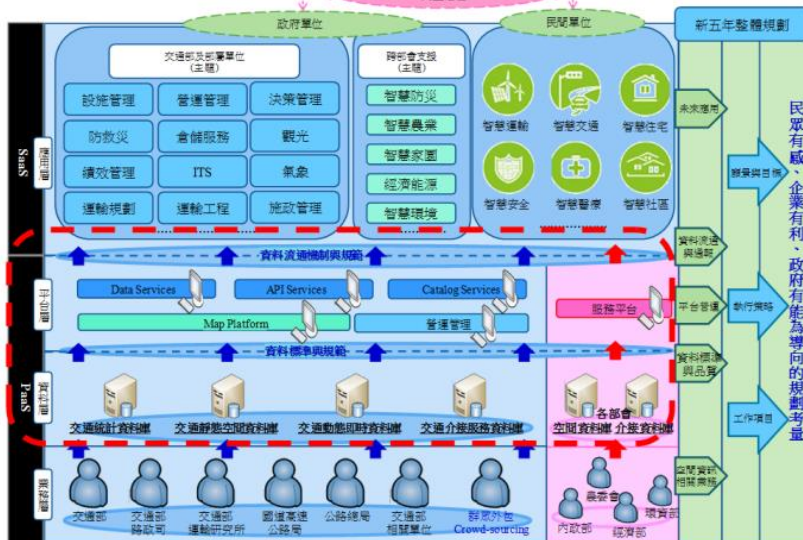 政府單位
民間單位
新五年整體規劃
交通部及部屬單位
(主題)
跨部會支援
(主題)
設施管理
營運管理
決策管理
防救災
倉儲服務
觀光
績效管理
ITS
氣象
運輸規劃
運輸工程
施政管理
智慧防災
智慧農業
智慧家園
經濟能源
智慧環境
智慧運輸
智慧交通
智慧住宅
智慧安全
智慧醫療
智慧社區
SaaS
應用層
未來應用
願景與目標
民眾有感、企業有利、政府有能為導向的規劃考量
資料流通機制與規範
資料流通
與通報
Data Services
API Services
Catalog Services
Map Platform
營運管理
服務平台
平台管理
執行策略
資料標準與規範
資料標準
與品質
PaaS
交通統計資料庫
交通靜態空間資料庫
交通動態即時資料庫
交通介接服務資料庫
各部會
空間資料庫
介接資料庫
工作項目
交通部
交通部
路政司
交通部
運輸研究所
國道高速
公路局
公路總局
交通部
相關單位
群眾外包
Crowd-sourcing
農委會
內政部
經濟部
環資部
空間資訊
相關業務